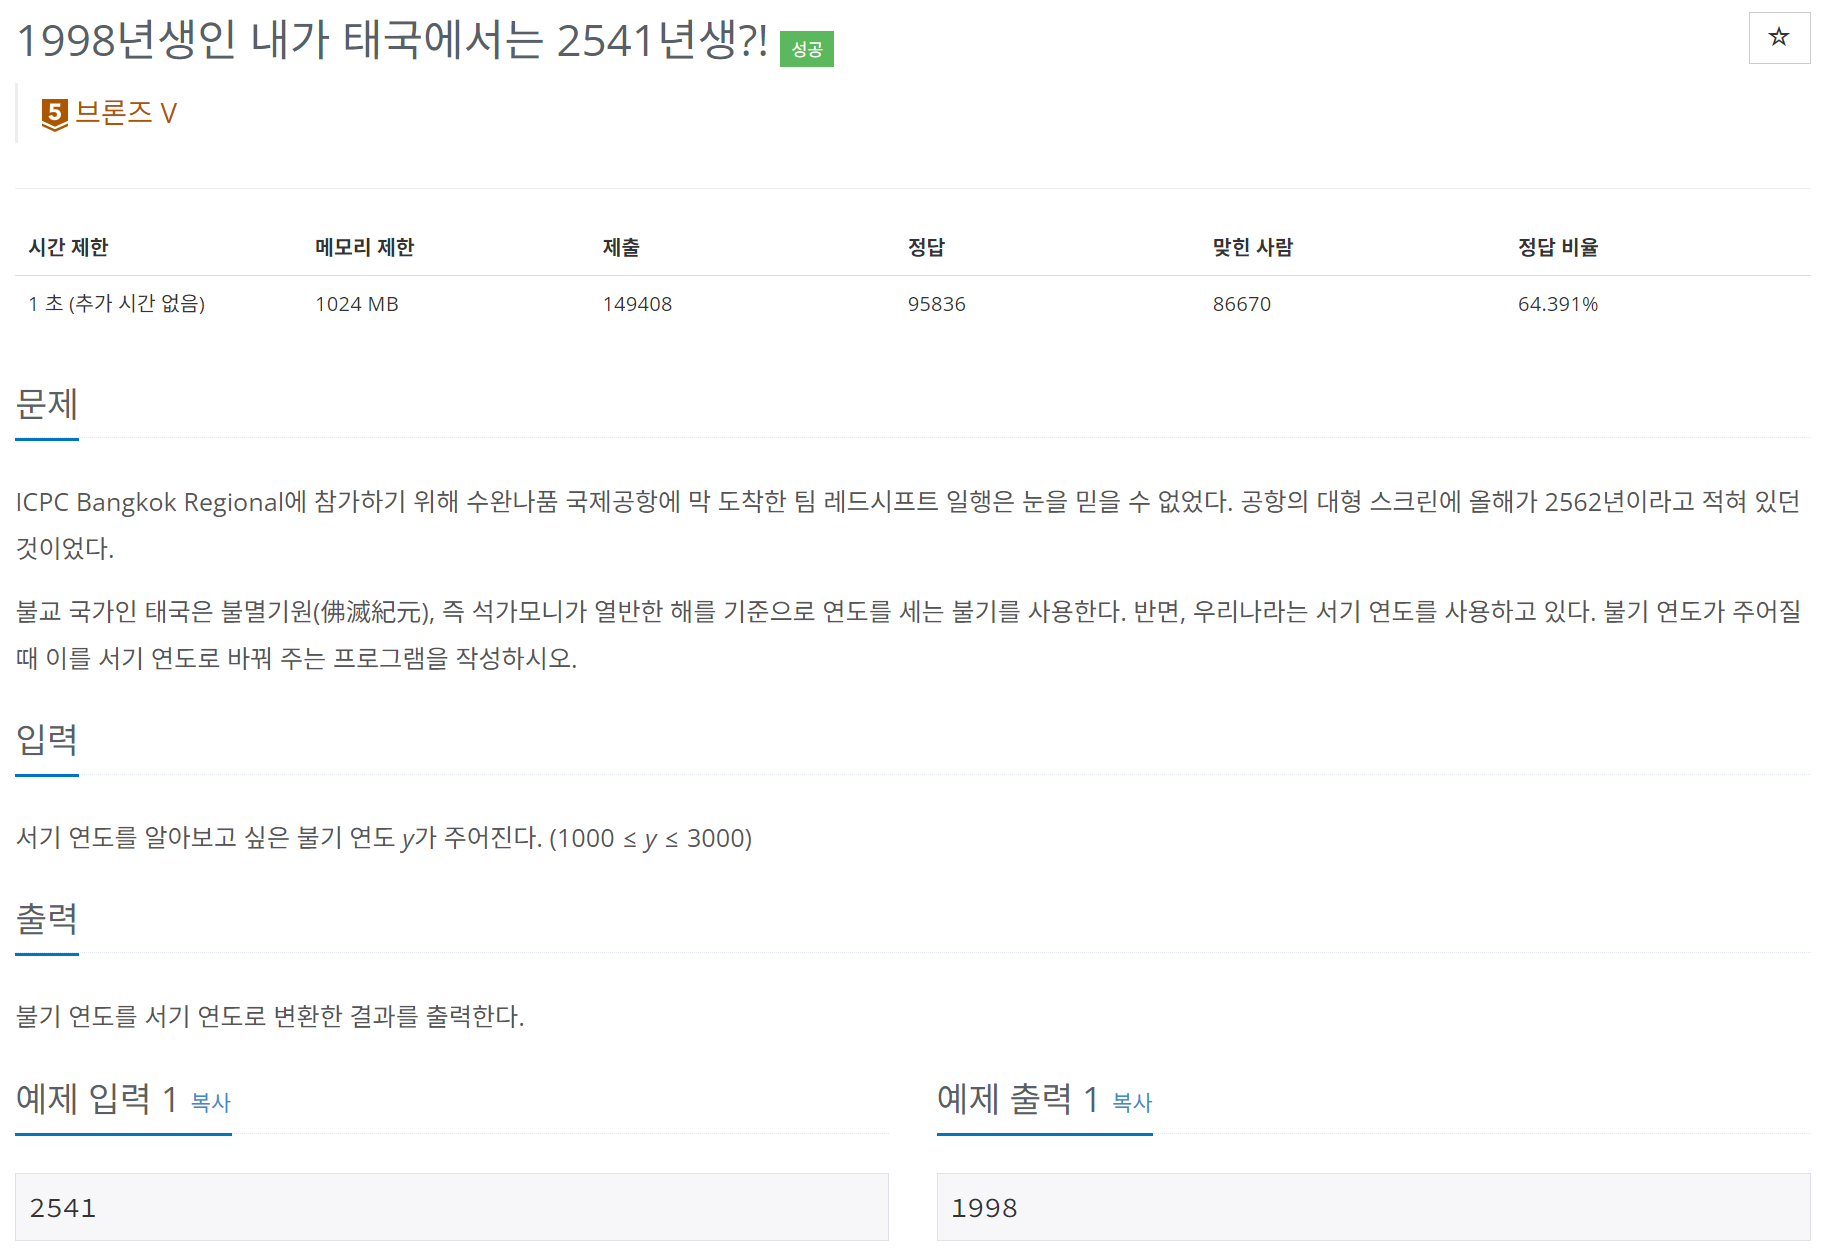 1998년생인 내가 태국에서는 2541년생?! 성공
☆
5 브론즈 V
시간 제한 메모리 제한 제출 정답 맞힌 사람 정답 비율
1 초 (추가 시간 없음) 1024 MB 149408 95836 86670 64.391%
문제
ICPC Bangkok Regional에 참가하기 위해 수완나품 국제공항에 막 도착한 팀 레드시프트 일행은 눈을 믿을 수 없었다. 공항의 대형 스크린에 올해가 2562년이라고 적혀 있던
것이었다.
불교 국가인 태국은 불멸기원(佛滅紀元), 즉 석가모니가 열반한 해를 기준으로 연도를 세는 불기를 사용한다. 반면, 우리나라는 서기 연도를 사용하고 있다. 불기 연도가 주어질
때 이를 서기 연도로 바꿔 주는 프로그램을 작성하시오.
입력
서기 연도를 알아보고 싶은 불기 연도 y가 주어진다. (1000 ≤ y ≤ 3000)
출력
불기 연도를 서기 연도로 변환한 결과를 출력한다.
예제 입력 1 복사
2541
예제 출력 1 복사
1998